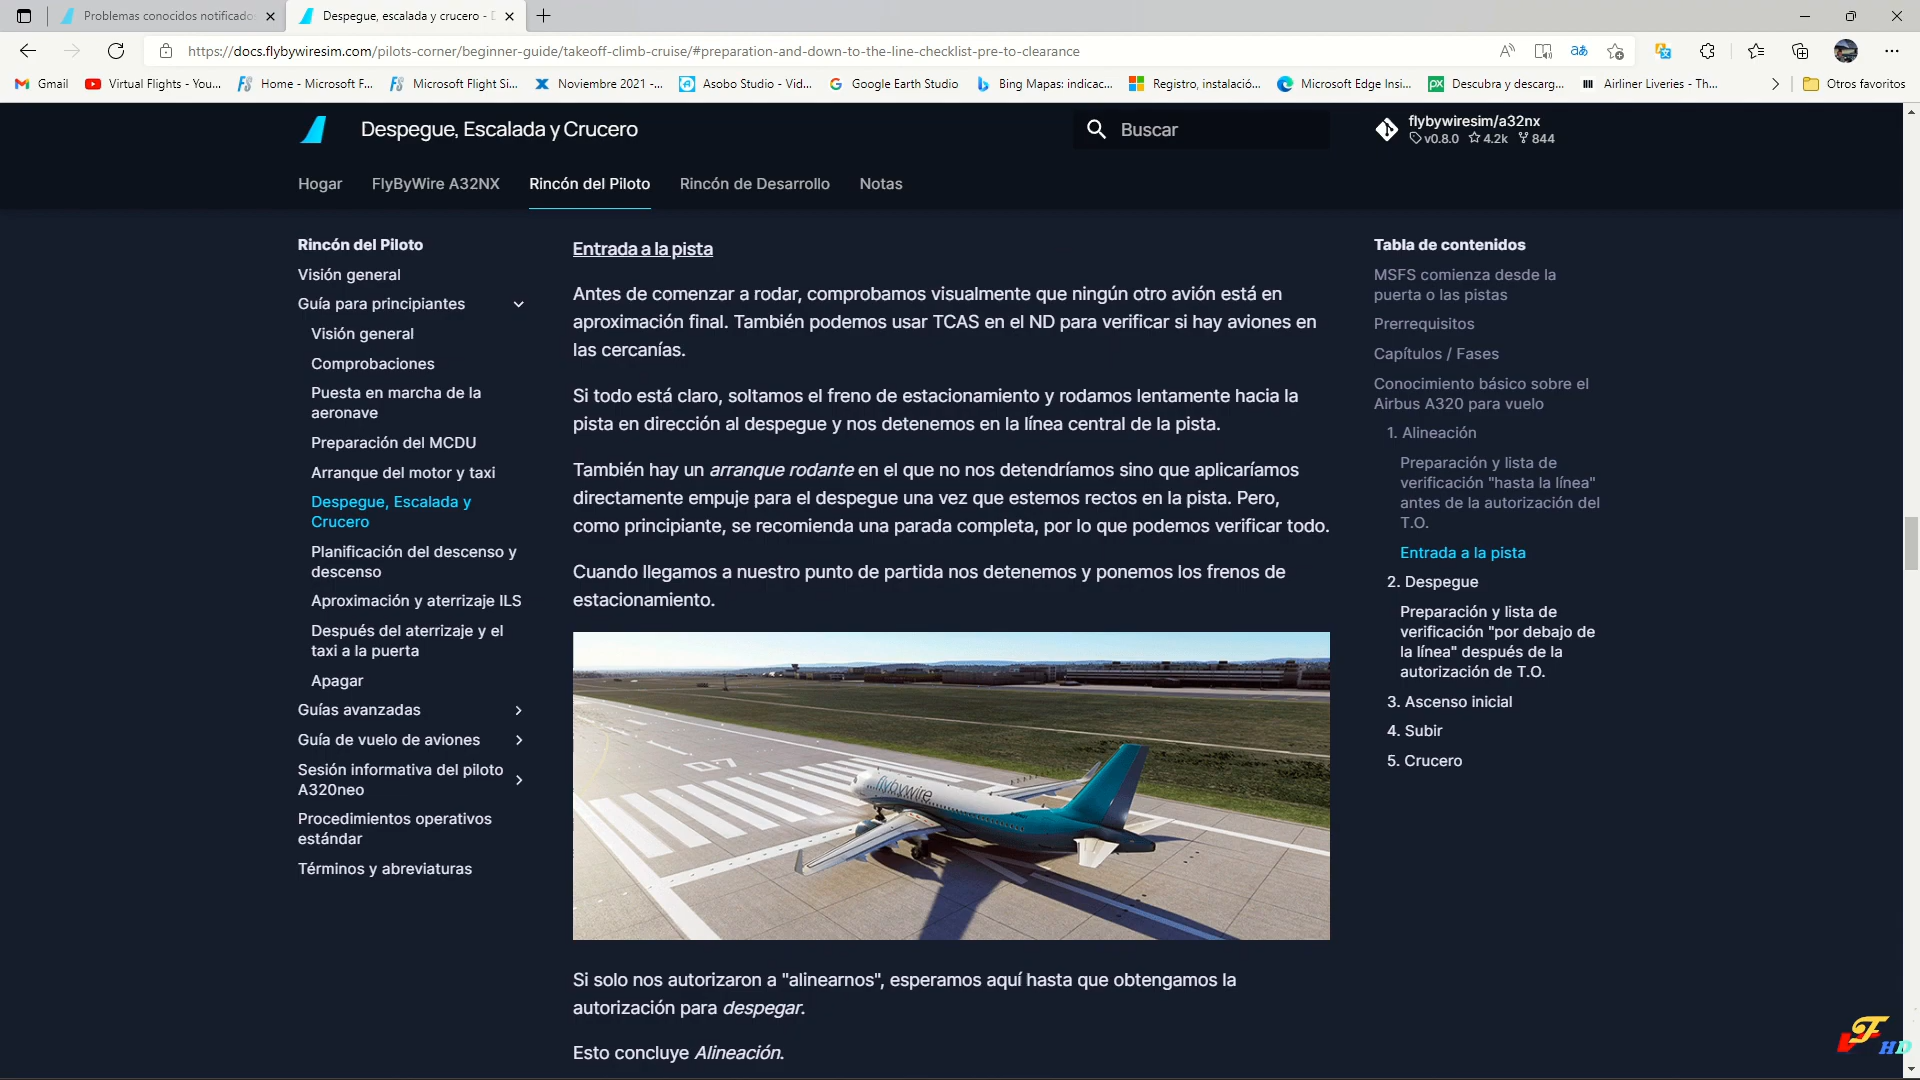 Problemas conocidos notificado
Despegue, escalada y crucero -
https://docs.flybywiresim.com/pilots-corner/beginner-guide/takeoff-climb-cruise/#preparation-and-down-to-the-line-checklist-pre-to-clearance
Gmail
Virtual Flights - You...
Home - Microsoft F...
Microsoft Flight Si...
Noviembre 2021 -...
Asobo Studio - Vid...
Google Earth Studio
Bing Mapas: indicac...
Registro, instalació...
Microsoft Edge Insi...
Descubra y descarg...
Airliner Liveries - Th...
Otros favoritos
Despegue, Escalada y Crucero
Buscar
flybywiresim/a32nx
v0.8.0 4.2k 844
Hogar
FlyByWire A32NX
Rincón del Piloto
Rincón de Desarrollo
Notas
Rincón del Piloto
Visión general
Guía para principiantes
Visión general
Comprobaciones
Puesta en marcha de la
aeronave
Preparación del MCDU
Arranque del motor y taxi
Despegue, Escalada y
Crucero
Planificación del descenso y
descenso
Aproximación y aterrizaje ILS
Después del aterrizaje y el
taxi a la puerta
Apagar
Guías avanzadas
Guía de vuelo de aviones
Sesión informativa del piloto
A320neo
Procedimientos operativos
estándar
Términos y abreviaturas
Entrada a la pista
Antes de comenzar a rodar, comprobamos visualmente que ningún otro avión está en
aproximación final. También podemos usar TCAS en el ND para verificar si hay aviones en
las cercanías.
Si todo está claro, soltamos el freno de estacionamiento y rodamos lentamente hacia la
pista en dirección al despegue y nos detenemos en la línea central de la pista.
También hay un arranque rodante en el que no nos detendríamos sino que aplicaríamos
directamente empuje para el despegue una vez que estemos rectos en la pista. Pero,
como principiante, se recomienda una parada completa, por lo que podemos verificar todo.
Cuando llegamos a nuestro punto de partida nos detenemos y ponemos los frenos de
estacionamiento.
07
flybywire
Si solo nos autorizaron a "alinearnos", esperamos aquí hasta que obtengamos la
autorización para despegar.
Esto concluye Alineación.
Tabla de contenidos
MSFS comienza desde la
puerta o las pistas
Prerrequisitos
Capítulos / Fases
Conocimiento básico sobre el
Airbus A320 para vuelo
1. Alineación
Preparación y lista de
verificación "hasta la línea"
antes de la autorización del
T.O.
Entrada a la pista
2. Despegue
Preparación y lista de
verificación "por debajo de
la línea" después de la
autorización de T.O.
3. Ascenso inicial
4. Subir
5. Crucero
VF HD